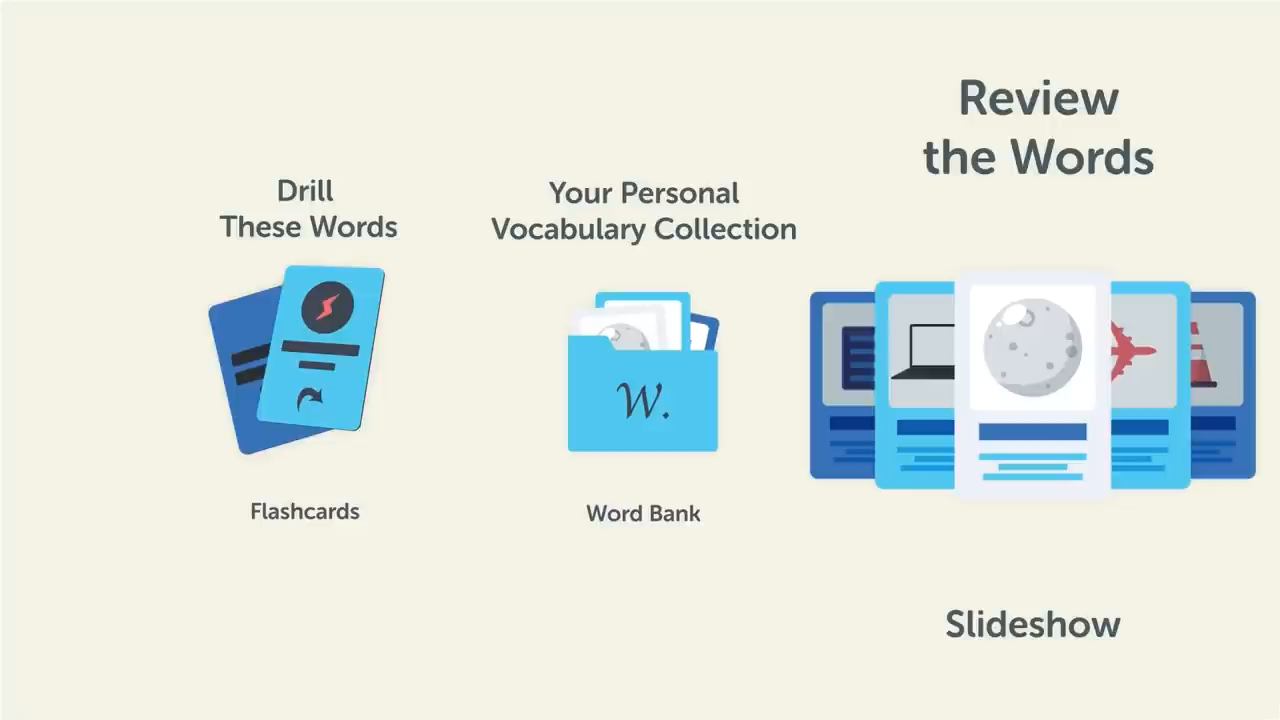 Drill
These Words
Flashcards
Your Personal
Vocabulary Collection
W.
Word Bank
Review
the Words
Slideshow